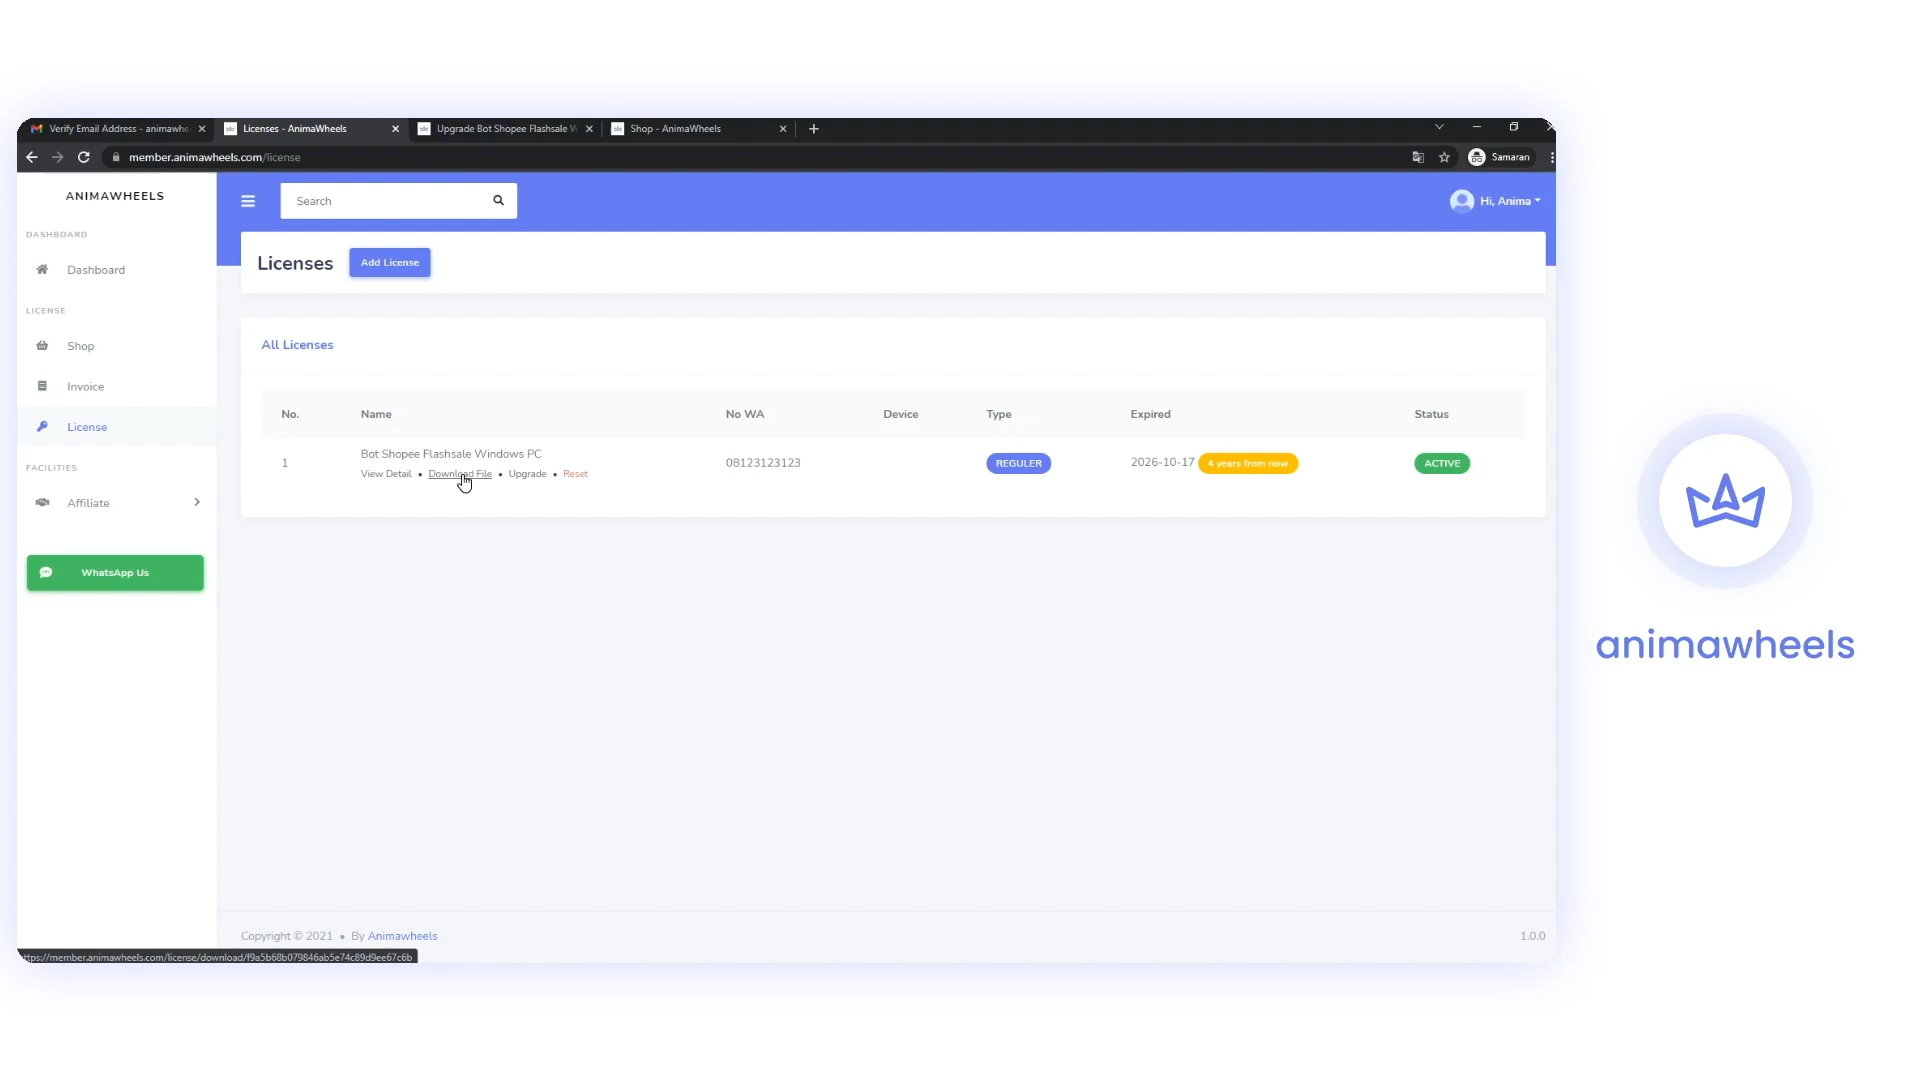 Verify Email Address - animawhe
Licenses - AnimaWheels
Upgrade Bot Shopee Flashsale W
Shop - AnimaWheels
member.animawheels.com/license
Samaran
ANIMAWHEELS
Search
Hi, Anima
DASHBOARD
Dashboard
Licenses
Add License
LICENSE
Shop
Invoice
License
FACILITIES
Affiliate
WhatsApp Us
All Licenses
No. Name No WA Device Type Expired Status
1 Bot Shopee Flashsale Windows PC 08123123123 REGULER 2026-10-17 4 years from now ACTIVE
View Detail • Download File • Upgrade • Reset
animawheels
Copyright © 2021 • By Animawheels
1.0.0
ttps://member.animawheels.com/license/download/f9a5b68b079846ab5e74c89d9ee67c6b